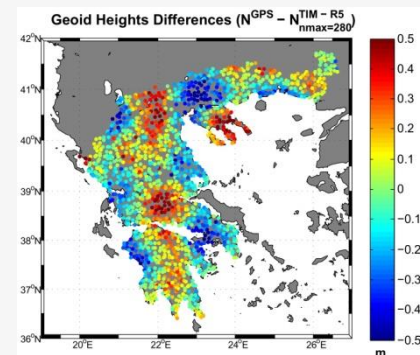 Geoid Heights Differences (N^GPS − N^TIM − R5_nmax=280)
42°N
41°N
40°N
39°N
38°N
37°N
36°N
20°E
22°E
24°E
26°E
0.5
0.4
0.3
0.2
0.1
0
−0.1
−0.2
−0.3
−0.4
−0.5
m